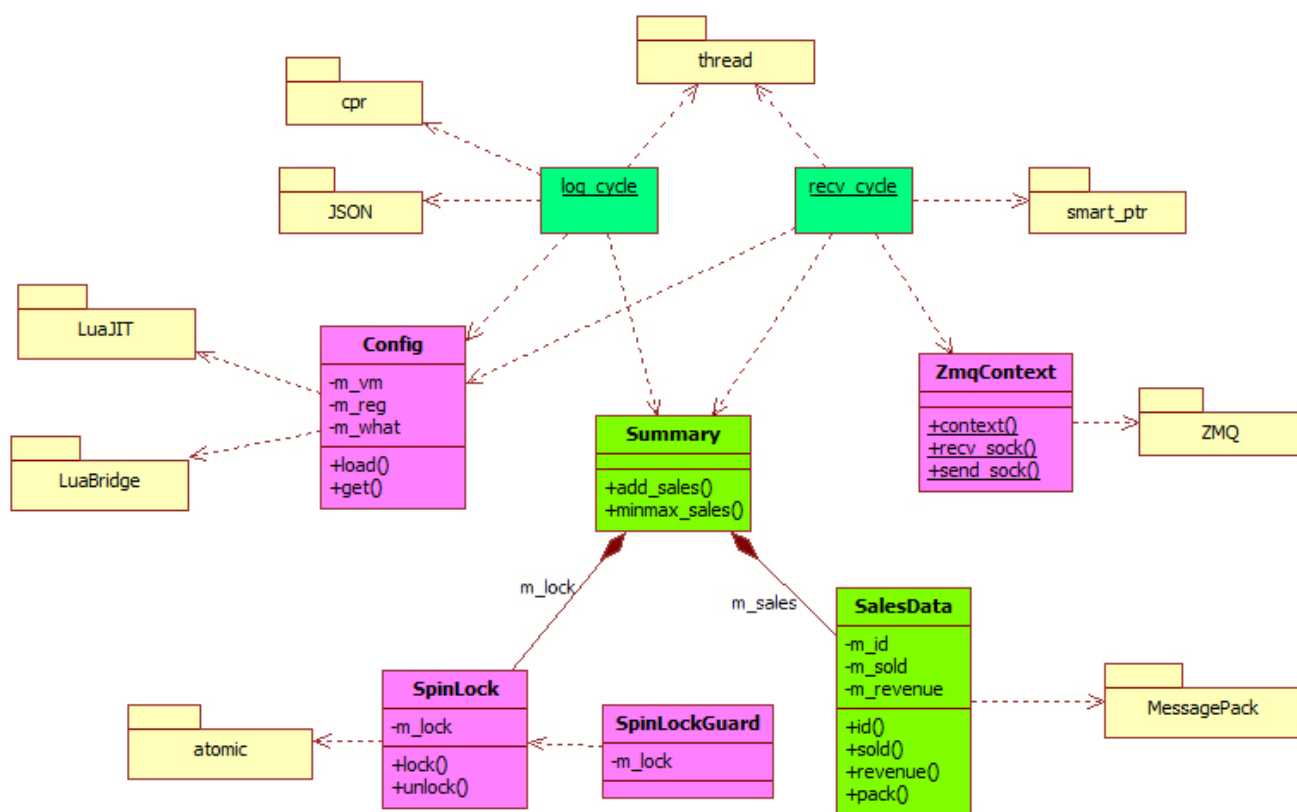 thread
cpr
log_cycle
recv_cycle
JSON
smart_ptr
LuaJIT
Config
-m_vm
-m_reg
-m_what
+load()
+get()
ZmqContext
+context()
+recv_sock()
+send_sock()
ZMQ
LuaBridge
Summary
+add_sales()
+minmax_sales()
m_lock
m_sales
SalesData
-m_id
-m_sold
-m_revenue
+id()
+sold()
+revenue()
+pack()
SpinLock
-m_lock
+lock()
+unlock()
SpinLockGuard
-m_lock
atomic
MessagePack